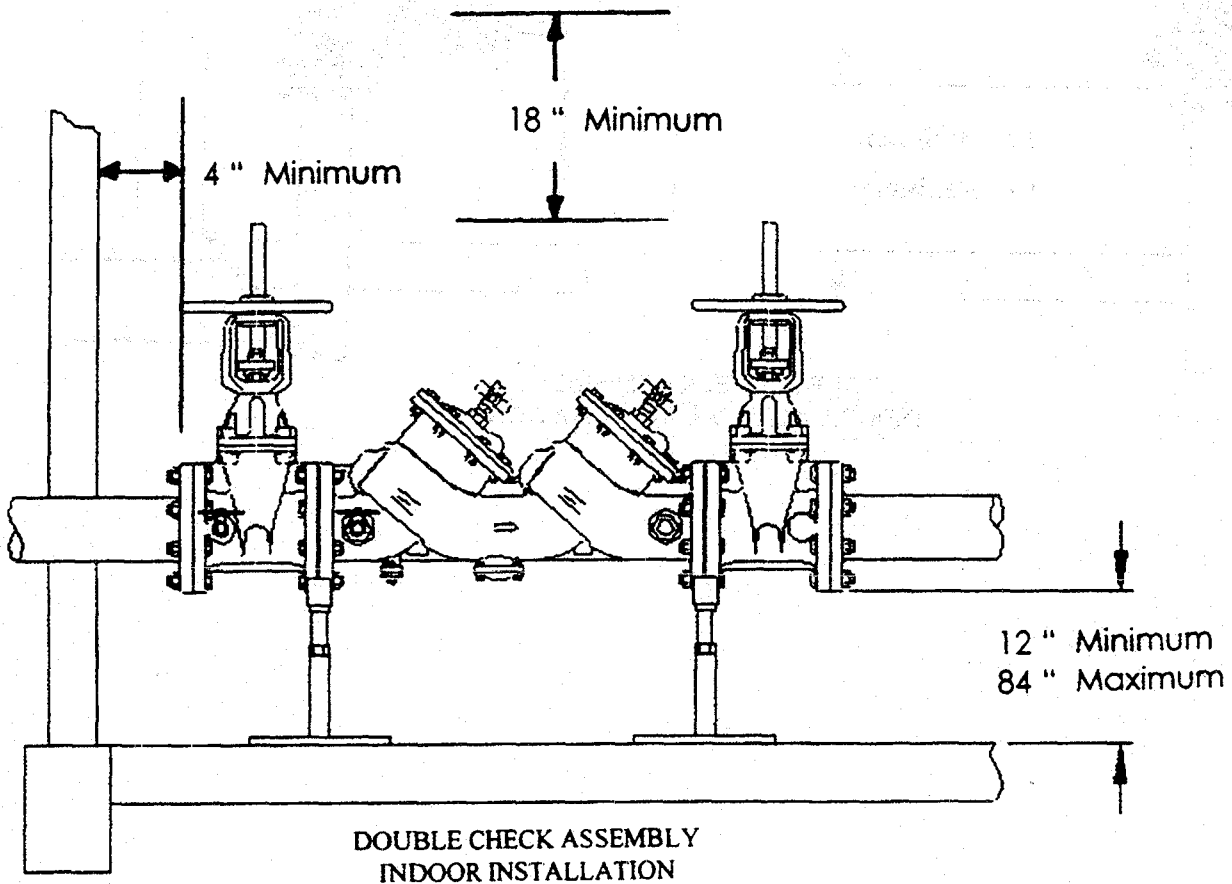 18 " Minimum
4 " Minimum
12 " Minimum
84 " Maximum
DOUBLE CHECK ASSEMBLY
INDOOR INSTALLATION